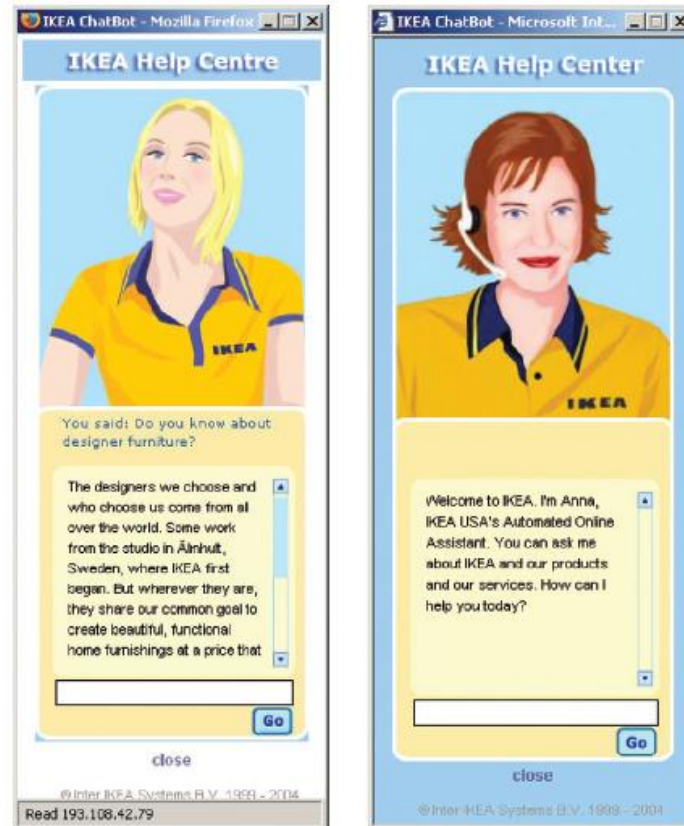 IKEA ChatBot - Mozilla Firefox
IKEA Help Centre
IKEA
You said: Do you know about
designer furniture?
The designers we choose and
who choose us come from all
over the world. Some work
from the studio in Älmhult,
Sweden, where IKEA first
began. But wherever they are,
they share our common goal to
create beautiful, functional
home furnishings at a price that
Go
close
© Inter IKEA Systems B.V. 1999 - 2004
Read 193.108.42.79
IKEA ChatBot - Microsoft Int...
IKEA Help Center
IKEA
Welcome to IKEA. I'm Anna,
IKEA USA's Automated Online
Assistant. You can ask me
about IKEA and our products
and our services. How can I
help you today?
Go
close
© Inter IKEA Systems B.V. 1999 - 2004